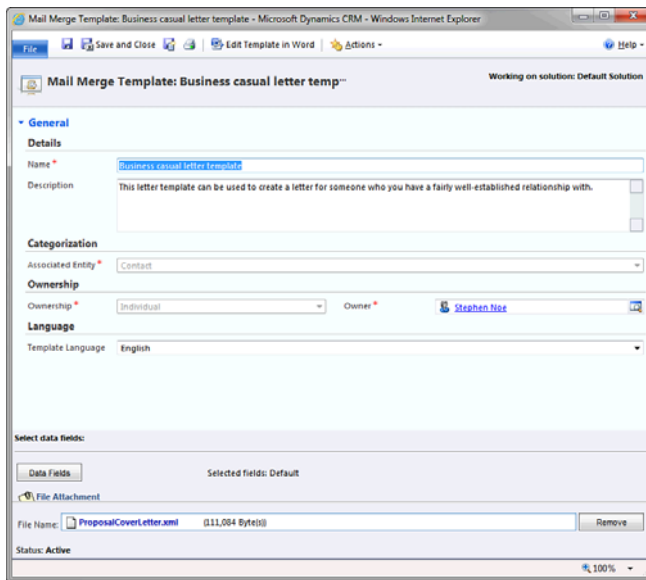 Mail Merge Template: Business casual letter template - Microsoft Dynamics CRM - Windows Internet Explorer
File Save and Close Edit Template in Word Actions Help
Mail Merge Template: Business casual letter temp... Working on solution: Default Solution
General
Details
Name * Business casual letter template
Description This letter template can be used to create a letter for someone who you have a fairly well-established relationship with.
Categorization
Associated Entity * Contact
Ownership
Ownership * Individual Owner * Stephen Noe
Language
Template Language English
Select data fields:
Data Fields Selected fields: Default
File Attachment
File Name: ProposalCoverLetter.xml (111,084 Byte(s)) Remove
Status: Active
100%